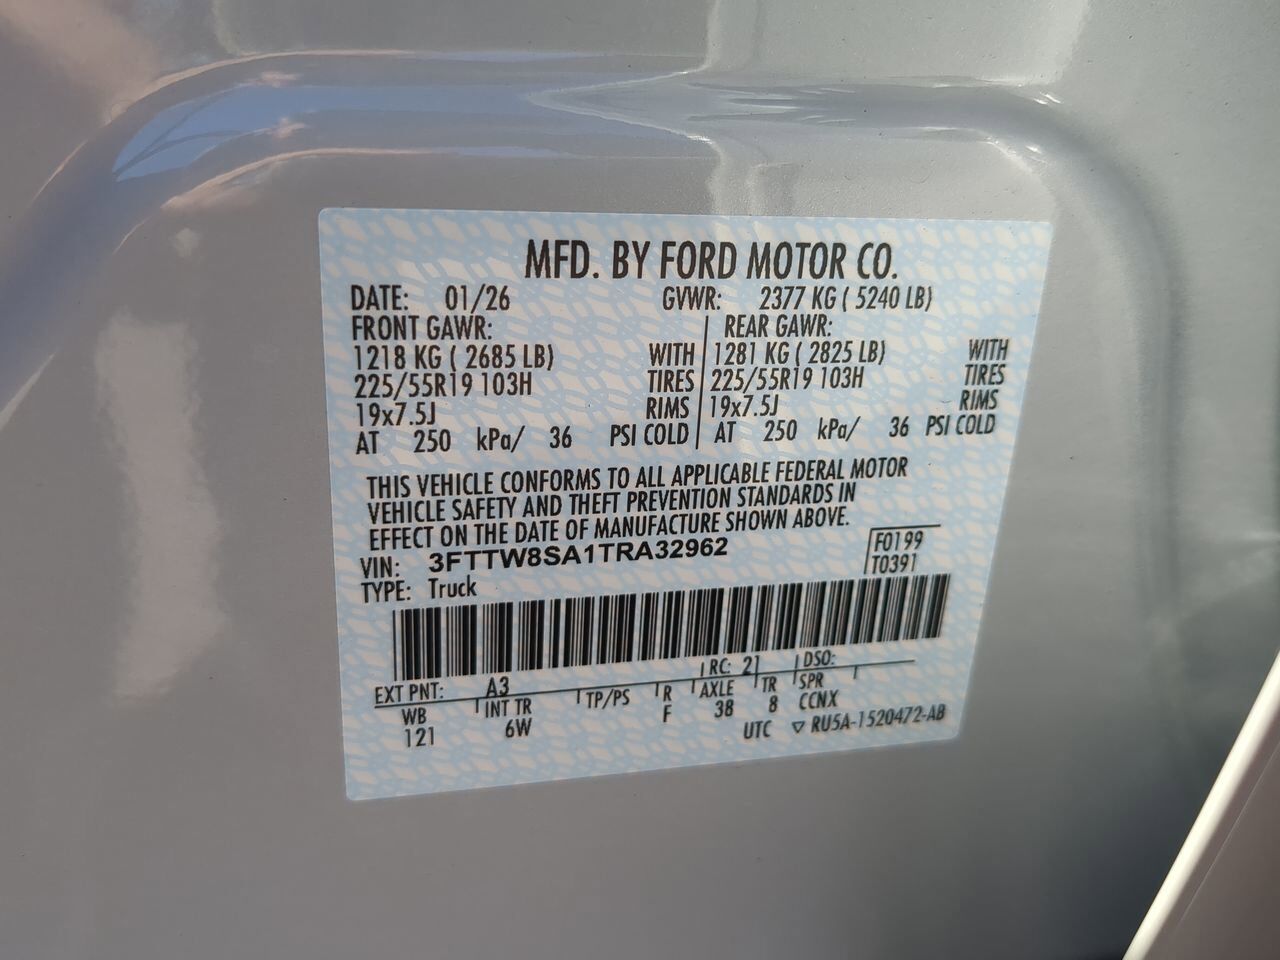 MFD. BY FORD MOTOR CO.
DATE: 01/26 GVWR: 2377 KG ( 5240 LB)
FRONT GAWR: REAR GAWR:
1218 KG ( 2685 LB) WITH 1281 KG ( 2825 LB) WITH
225/55R19 103H TIRES 225/55R19 103H TIRES
19x7.5J RIMS 19x7.5J RIMS
AT 250 kPa/ 36 PSI COLD AT 250 kPa/ 36 PSI COLD
THIS VEHICLE CONFORMS TO ALL APPLICABLE FEDERAL MOTOR
VEHICLE SAFETY AND THEFT PREVENTION STANDARDS IN
EFFECT ON THE DATE OF MANUFACTURE SHOWN ABOVE.
VIN: 3FTTW8SA1TRA32962 F0199
TYPE: Truck T0391
EXT PNT: A3 RC: 21 DSO:
WB INT TR TP/PS R AXLE TR SPR
121 6W F 38 8 CCNX
UTC ▽ RU5A-1520472-AB